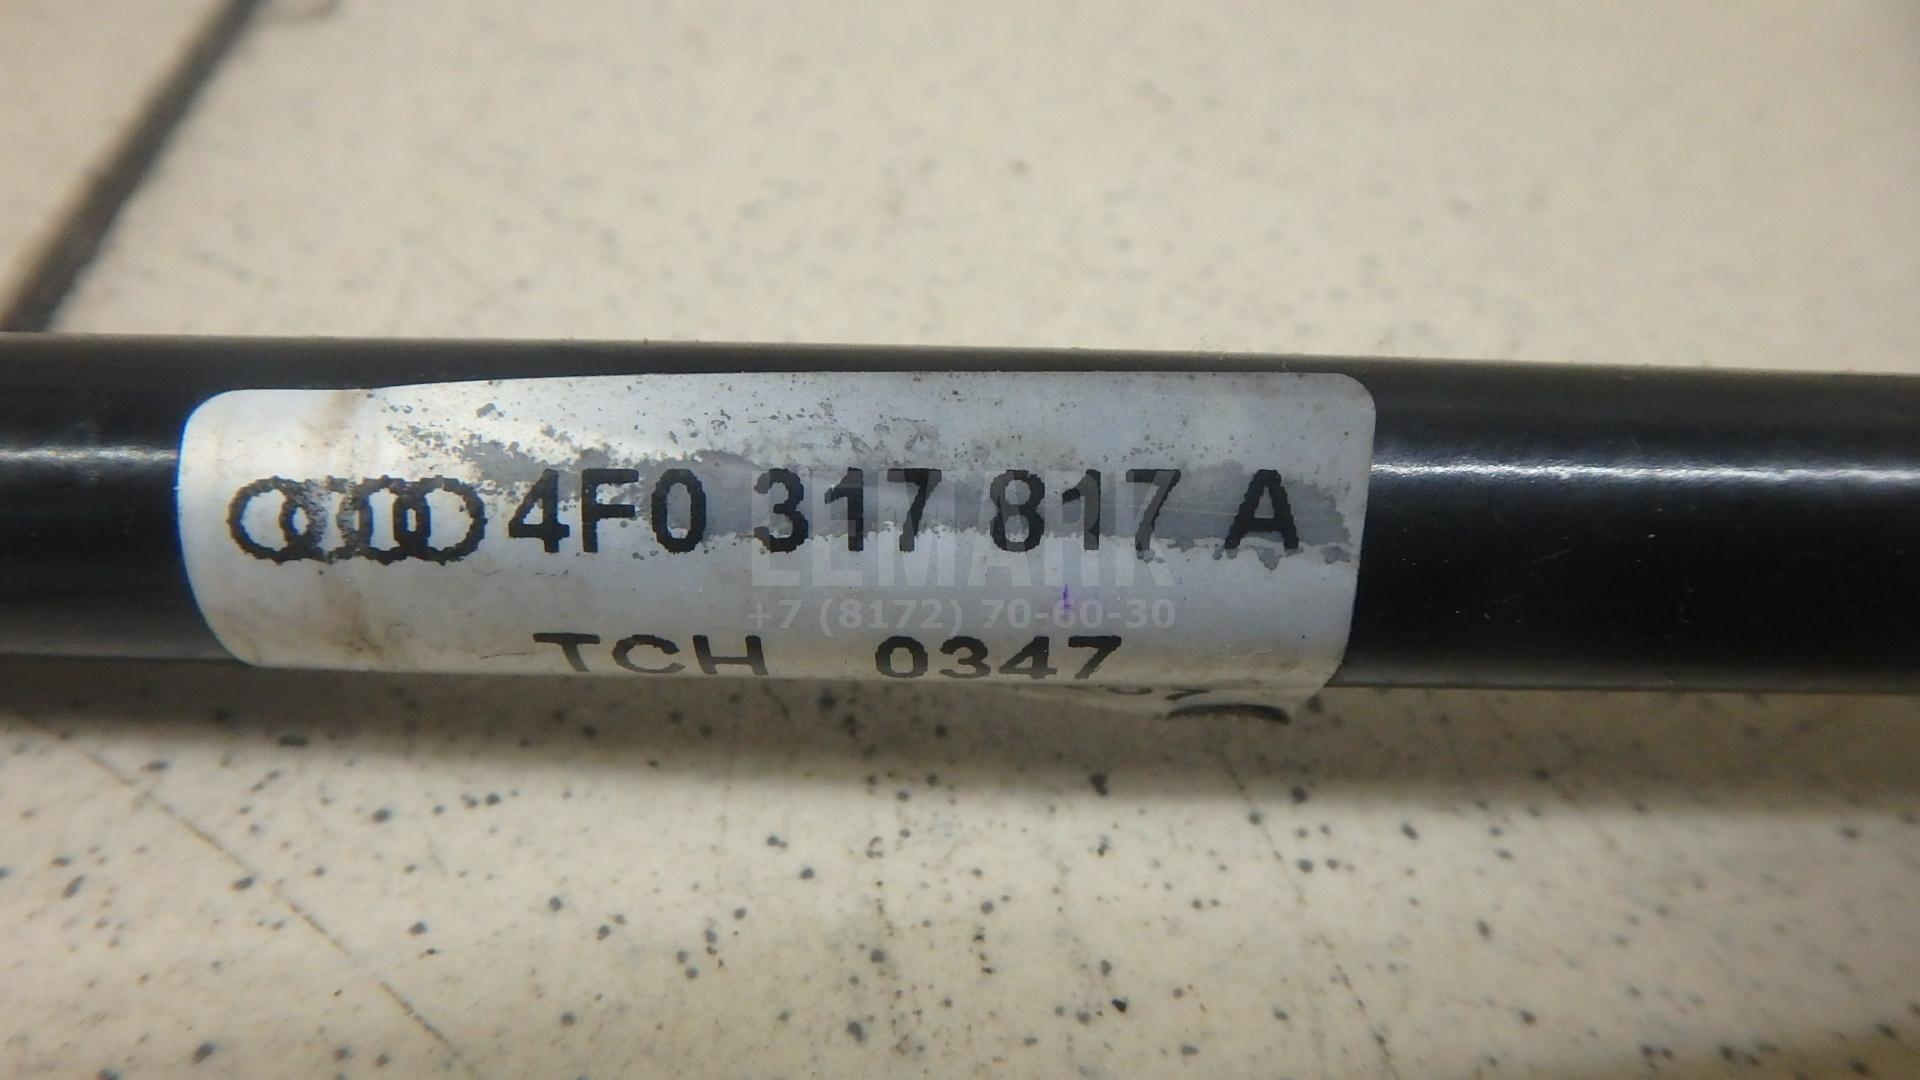 4F0 317 817 A
ELMARK
+7 (8172) 70-60-30
TCH 0347